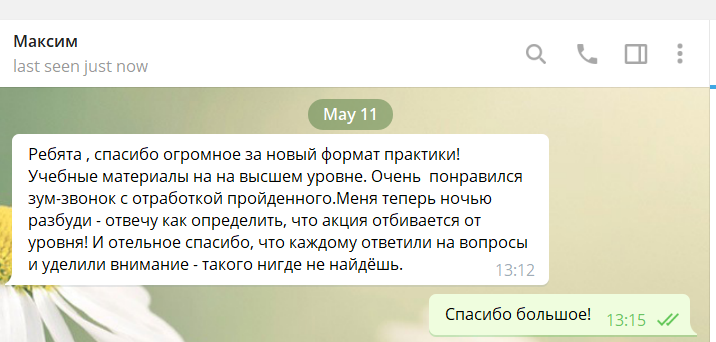 Максим
last seen just now
May 11
Ребята , спасибо огромное за новый формат практики!
Учебные материалы на на высшем уровне. Очень  понравился
зум-звонок с отработкой пройденного.Меня теперь ночью
разбуди - отвечу как определить, что акция отбивается от
уровня! И отельное спасибо, что каждому ответили на вопросы
и уделили внимание - такого нигде не найдёшь.
13:12
Спасибо большое!
13:15